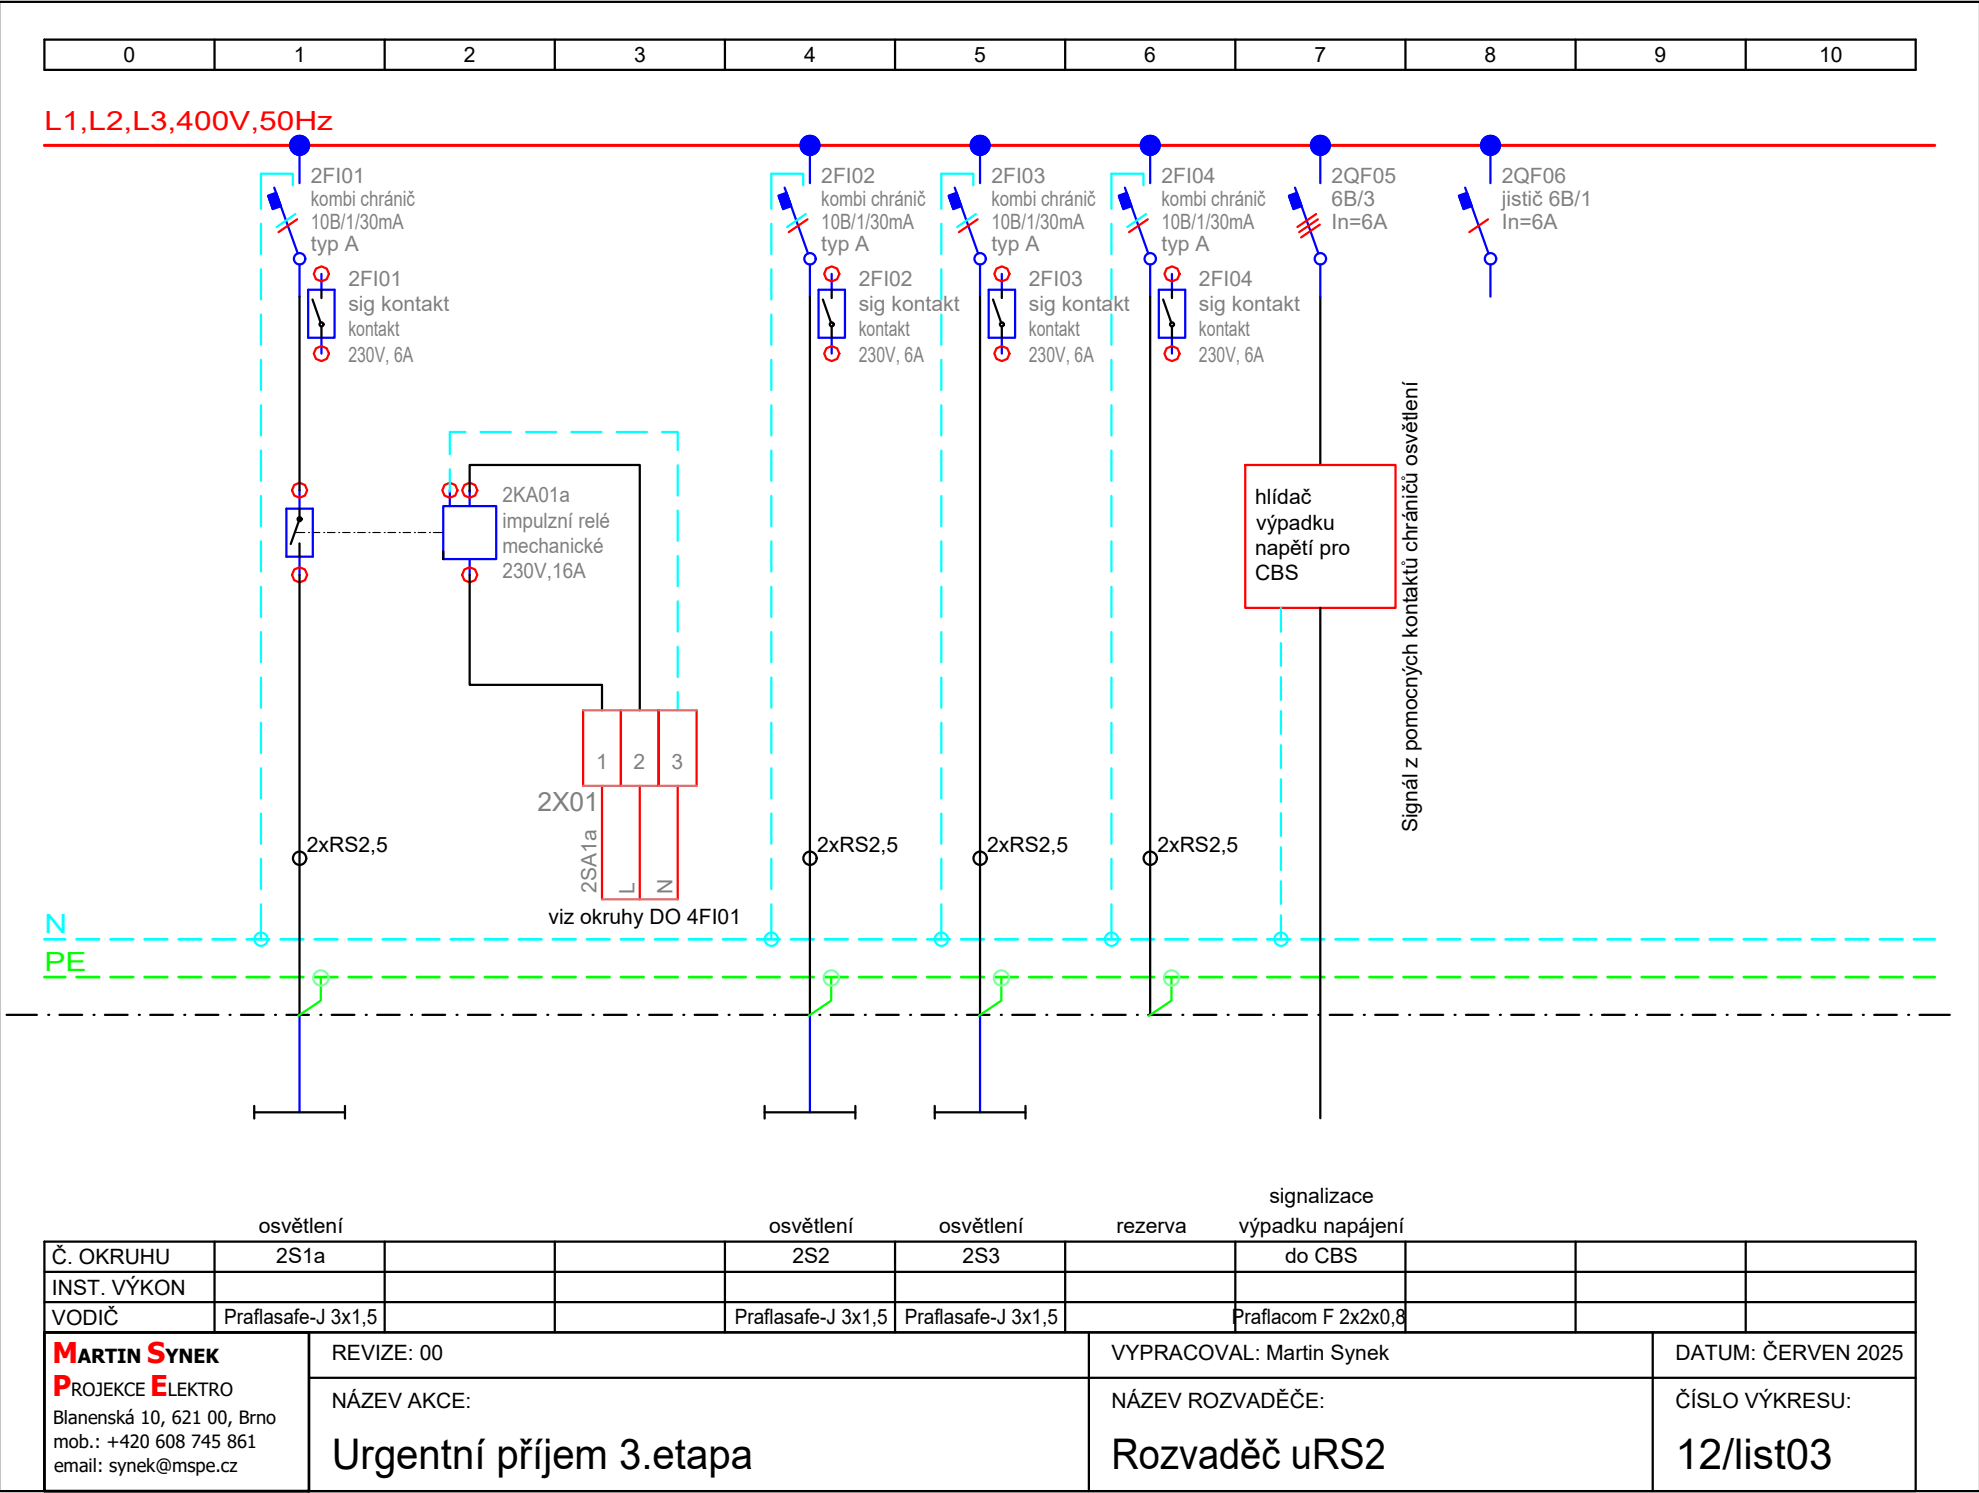 0 1 2 3 4 5 6 7 8 9 10
L1,L2,L3,400V,50Hz
2FI01
kombi chránič
10B/1/30mA
typ A
2FI01
sig kontakt
kontakt
230V, 6A
2FI02
kombi chránič
10B/1/30mA
typ A
2FI02
sig kontakt
kontakt
230V, 6A
2FI03
kombi chránič
10B/1/30mA
typ A
2FI03
sig kontakt
kontakt
230V, 6A
2FI04
kombi chránič
10B/1/30mA
typ A
2FI04
sig kontakt
kontakt
230V, 6A
2QF05
6B/3
In=6A
2QF06
jistič 6B/1
In=6A
2KA01a
impulzní relé
mechanické
230V,16A
hlídač
výpadku
napětí pro
CBS
Signál z pomocných kontaktů chráničů osvětlení
1 2 3
2X01
2SA1a
L
N
viz okruhy DO 4FI01
2xRS2,5
2xRS2,5
2xRS2,5
2xRS2,5
N
PE
osvětlení
osvětlení
osvětlení
rezerva
signalizace
výpadku napájení
Č. OKRUHU 2S1a 2S2 2S3 do CBS
INST. VÝKON
VODIČ Praflasafe-J 3x1,5 Praflasafe-J 3x1,5 Praflasafe-J 3x1,5 Praflacom F 2x2x0,8
MARTIN SYNEK
PROJEKCE ELEKTRO
Blanenská 10, 621 00, Brno
mob.: +420 608 745 861
email: synek@mspe.cz
REVIZE: 00
NÁZEV AKCE:
Urgentní příjem 3.etapa
VYPRACOVAL: Martin Synek
NÁZEV ROZVADĚČE:
Rozvaděč uRS2
DATUM: ČERVEN 2025
ČÍSLO VÝKRESU:
12/list03